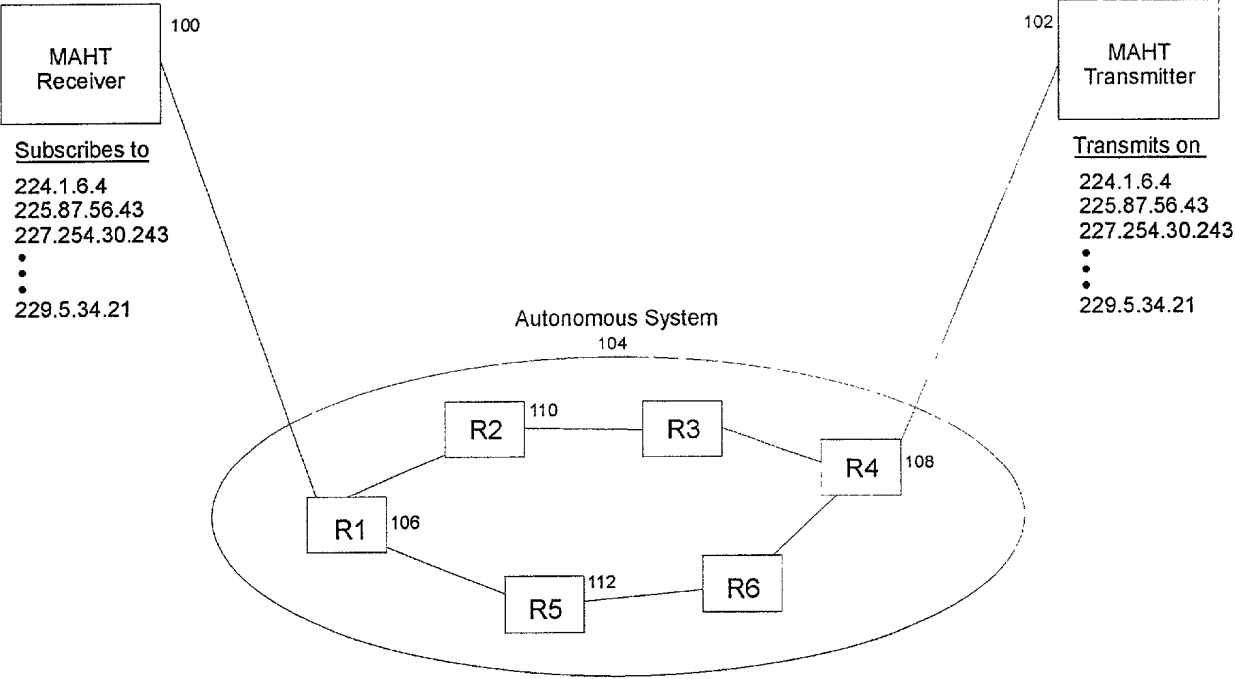 100
MAHT
Receiver
Subscribes to
224.1.6.4
225.87.56.43
227.254.30.243
229.5.34.21
102
MAHT
Transmitter
Transmits on
224.1.6.4
225.87.56.43
227.254.30.243
229.5.34.21
Autonomous System
104
R2
110
R3
R4
108
R1
106
R5
112
R6